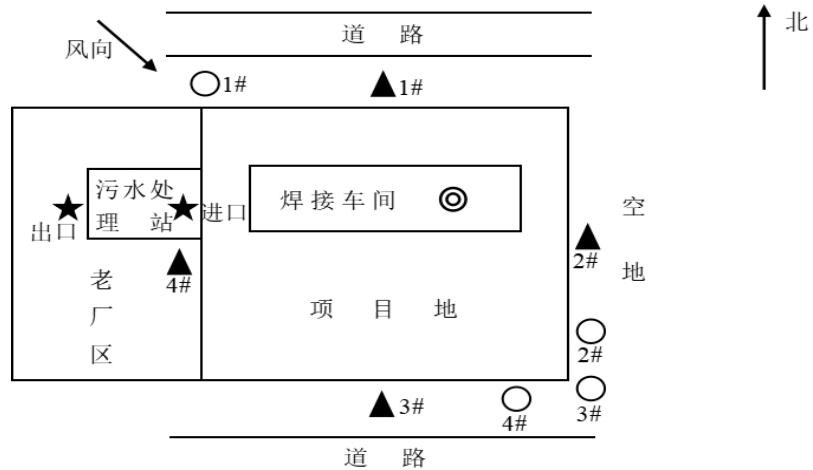 道 路
北
风向
1#
1#
污水处
理 站
进口
出口
焊接车间
空
地
2#
4#
老
厂
区
项 目 地
2#
3#
3#
4#
道 路